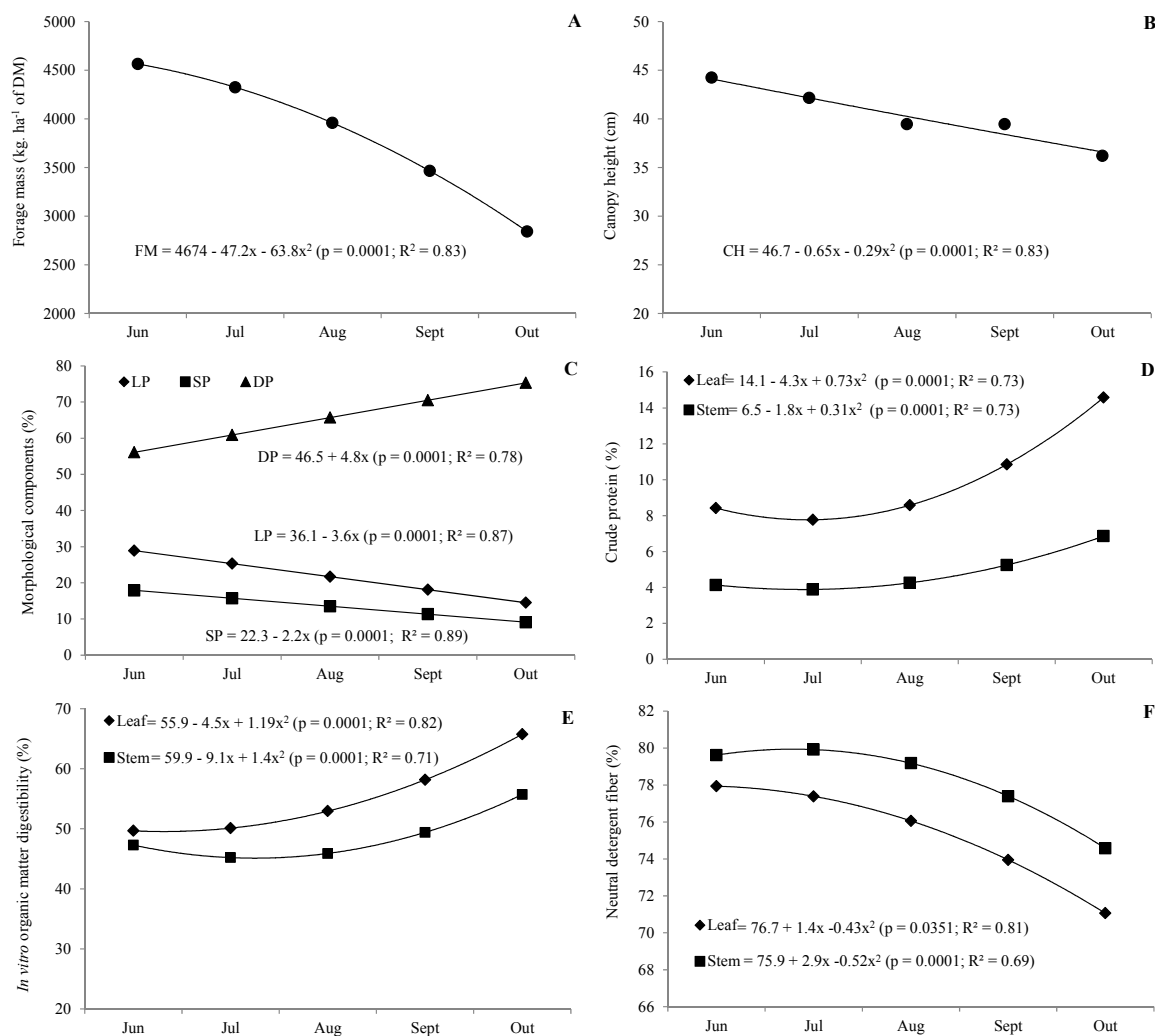 A
Forage mass (kg. ha⁻¹ of DM)
5000
4500
4000
3500
3000
2500
2000
FM = 4674 - 47.2x - 63.8x² (p = 0.0001; R² = 0.83)
Jun Jul Aug Sept Out
B
Canopy height (cm)
50
45
40
35
30
25
20
CH = 46.7 - 0.65x - 0.29x² (p = 0.0001; R² = 0.83)
Jun Jul Aug Sept Out
C
LP SP DP
Morphological components (%)
80
70
60
50
40
30
20
10
0
DP = 46.5 + 4.8x (p = 0.0001; R² = 0.78)
LP = 36.1 - 3.6x (p = 0.0001; R² = 0.87)
SP = 22.3 - 2.2x (p = 0.0001; R² = 0.89)
Jun Jul Aug Sept Out
D
Crude protein ( %)
16
14
12
10
8
6
4
2
0
Leaf= 14.1 - 4.3x + 0.73x² (p = 0.0001; R² = 0.73)
Stem= 6.5 - 1.8x + 0.31x² (p = 0.0001; R² = 0.73)
Jun Jul Aug Sept Out
E
In vitro organic matter digestibility (%)
70
60
50
40
30
20
Leaf= 55.9 - 4.5x + 1.19x² (p = 0.0001; R² = 0.82)
Stem= 59.9 - 9.1x + 1.4x² (p = 0.0001; R² = 0.71)
Jun Jul Aug Sept Out
F
Neutral detergent fiber (%)
82
80
78
76
74
72
70
68
66
Leaf= 76.7 + 1.4x -0.43x² (p = 0.0351; R² = 0.81)
Stem= 75.9 + 2.9x -0.52x² (p = 0.0001; R² = 0.69)
Jun Jul Aug Sept Out